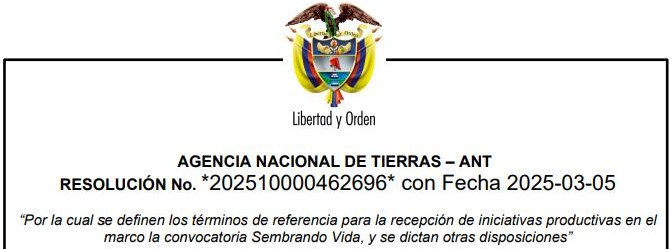 Libertad y Orden
AGENCIA NACIONAL DE TIERRAS – ANT
RESOLUCIÓN No. *202510000462696* con Fecha 2025-03-05
“Por la cual se definen los términos de referencia para la recepción de iniciativas productivas en el
marco la convocatoria Sembrando Vida, y se dictan otras disposiciones”